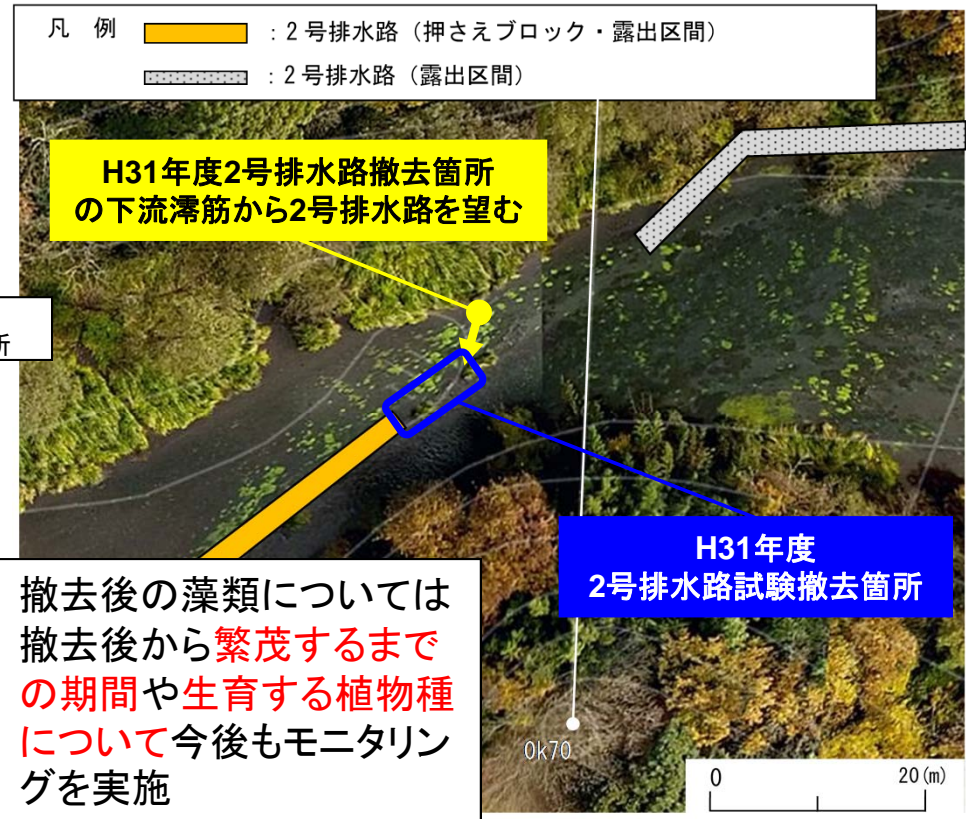 凡 例 : 2号排水路（押さえブロック・露出区間）
: 2号排水路（露出区間）
H31年度2号排水路撤去箇所
の下流澪筋から2号排水路を望む
H31年度
2号排水路試験撤去箇所
撤去後の藻類については
撤去後から繁茂するまで
の期間や生育する植物種
について今後もモニタリン
グを実施
0k70
0 20(m)